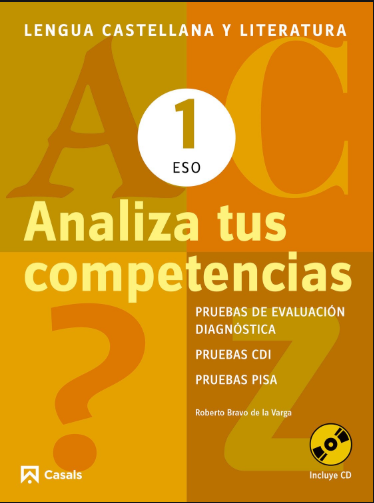 LENGUA CASTELLANA Y LITERATURA
A C
1
ESO
Analiza tus
competencias
? Z
PRUEBAS DE EVALUACIÓN
DIAGNÓSTICA
PRUEBAS CDI
PRUEBAS PISA
Roberto Bravo de la Varga
Casals
Incluye CD